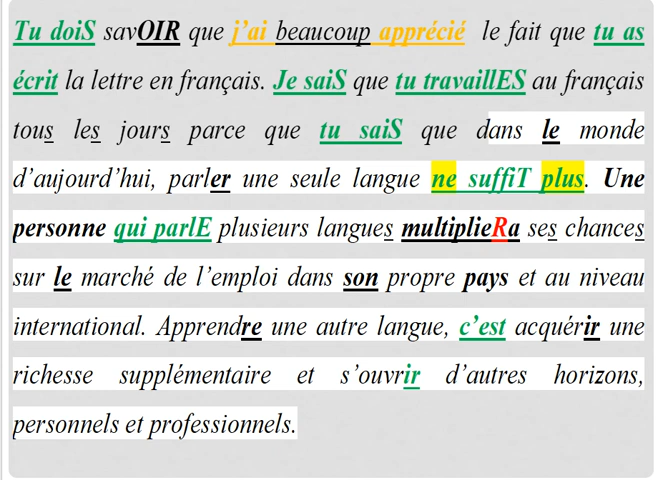 Tu doiS savOIR que j'ai beaucoup apprécié le fait que tu as
écrit la lettre en français. Je saiS que tu travaillES au français
tous les jours parce que tu saiS que dans le monde
d'aujourd'hui, parler une seule langue ne suffiT plus. Une
personne qui parlE plusieurs langues multiplieRa ses chances
sur le marché de l'emploi dans son propre pays et au niveau
international. Apprendre une autre langue, c'est acquérir une
richesse supplémentaire et s'ouvrir d'autres horizons,
personnels et professionnels.